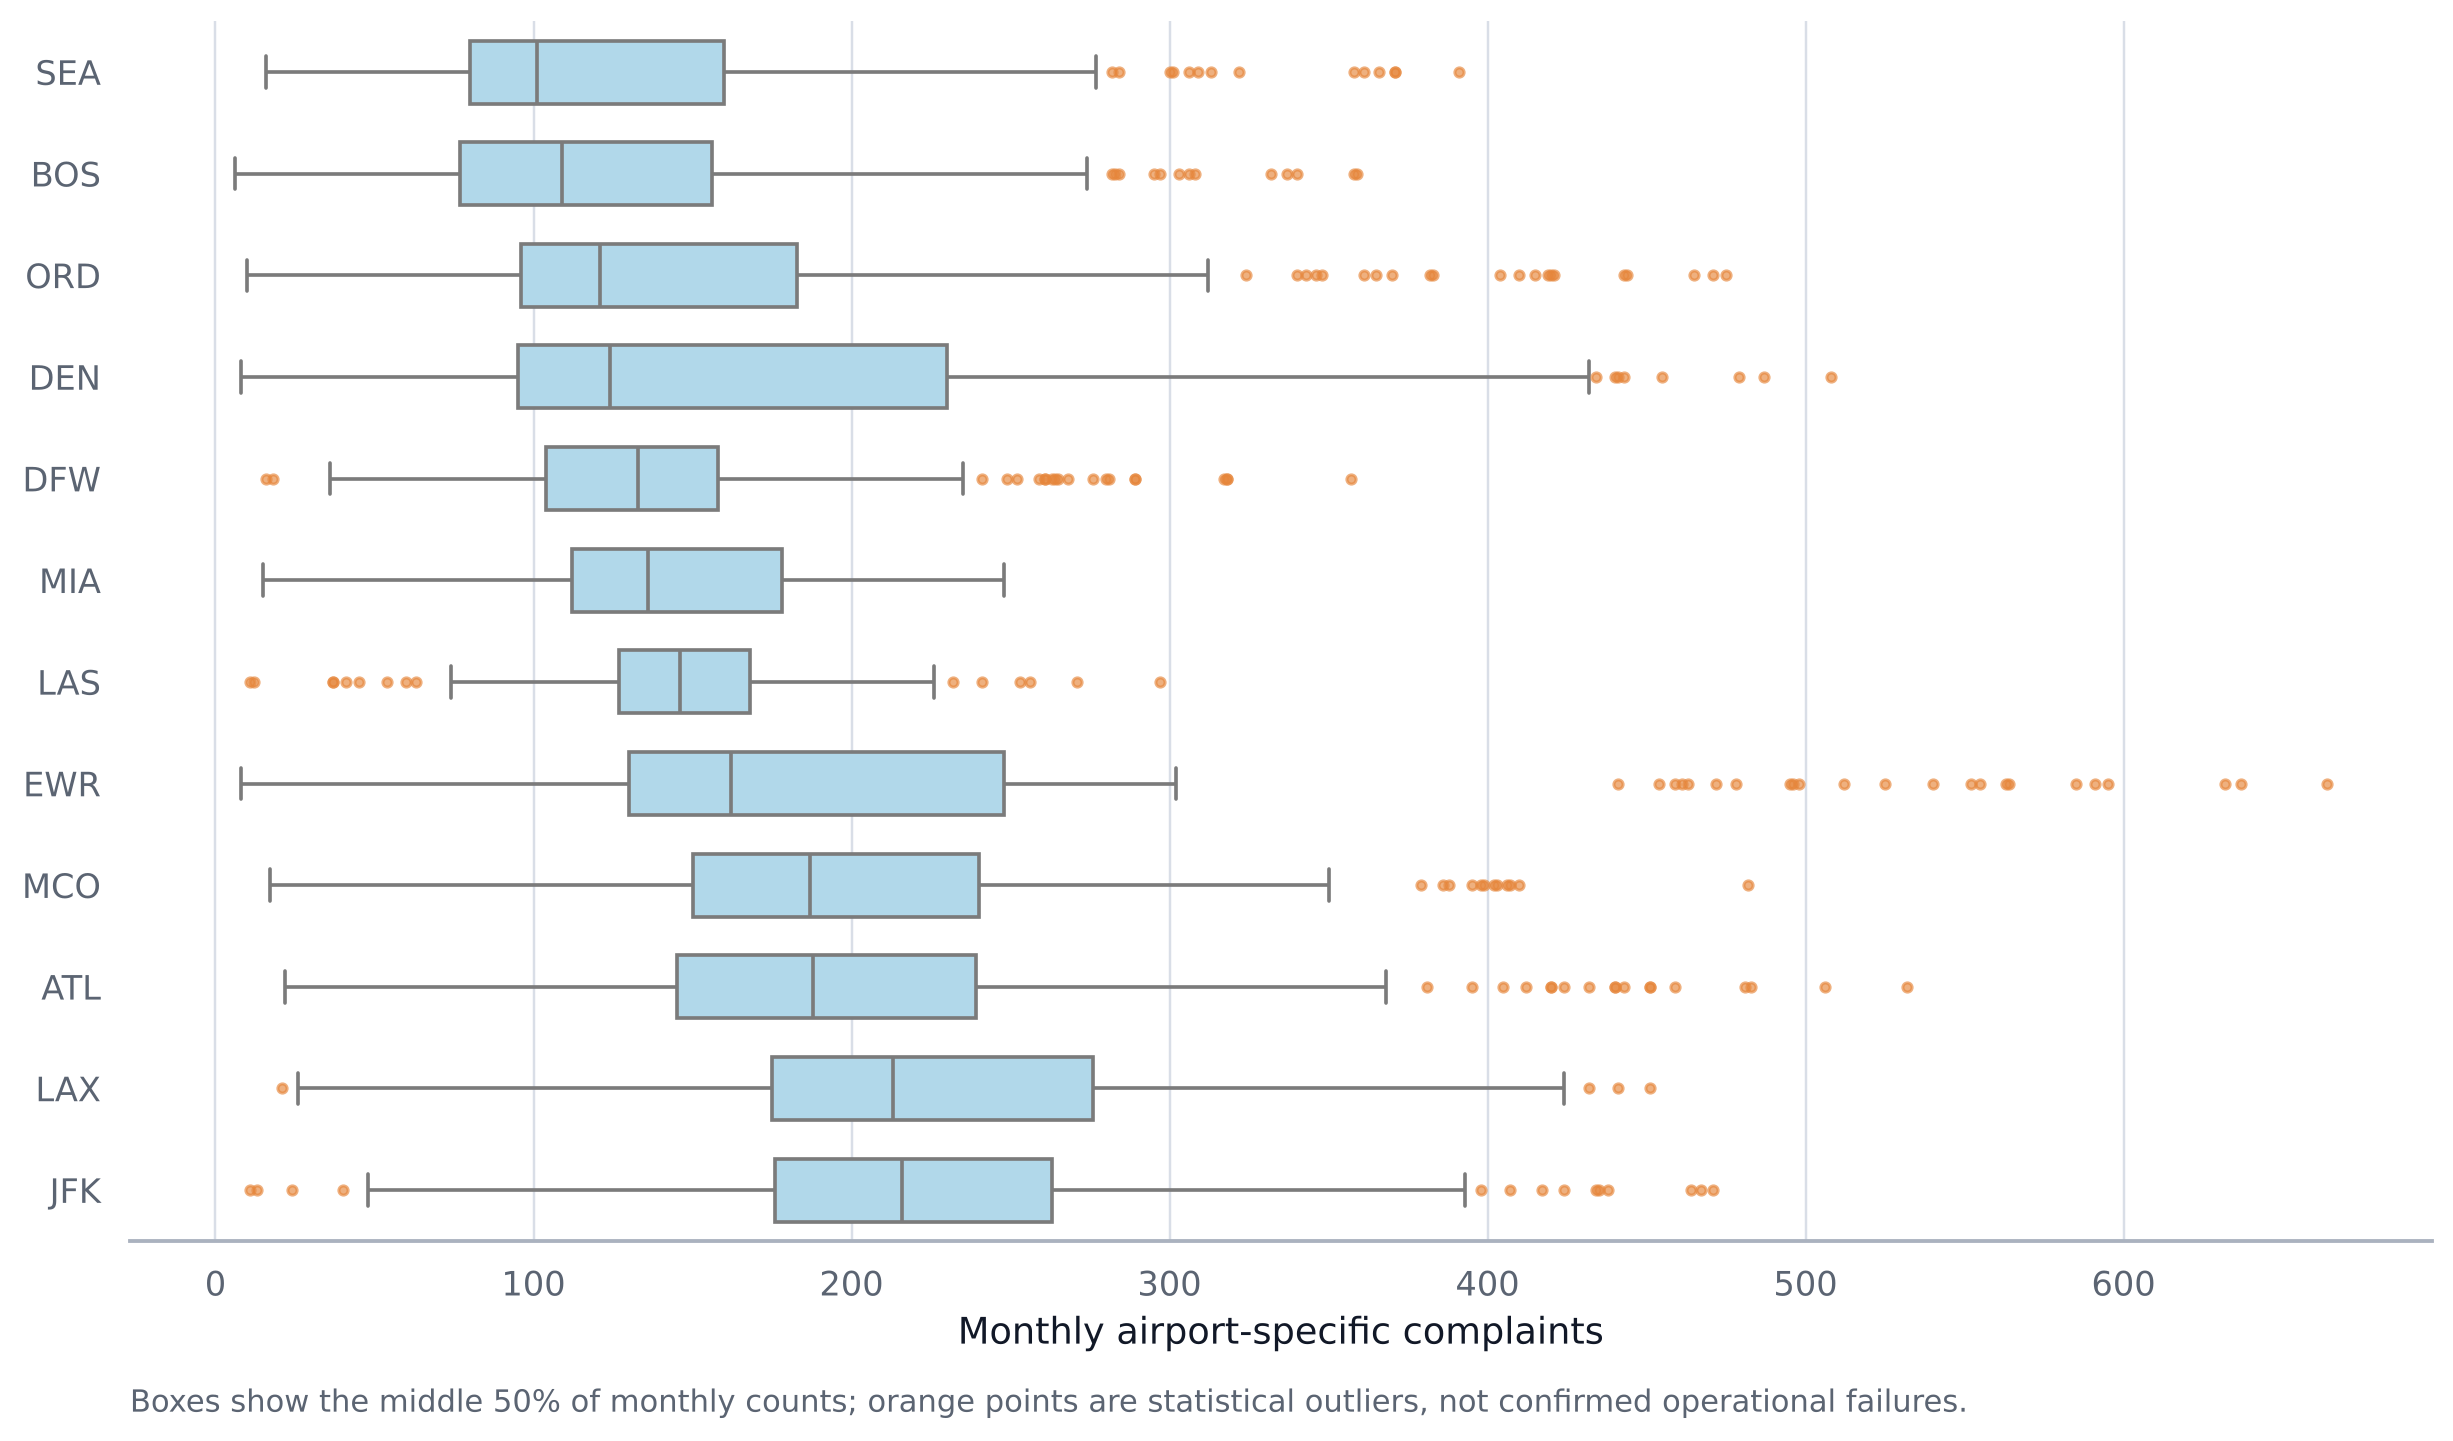 SEA
BOS
ORD
DEN
DFW
MIA
LAS
EWR
MCO
ATL
LAX
JFK
0 100 200 300 400 500 600
Monthly airport-specific complaints
Boxes show the middle 50% of monthly counts; orange points are statistical outliers, not confirmed operational failures.